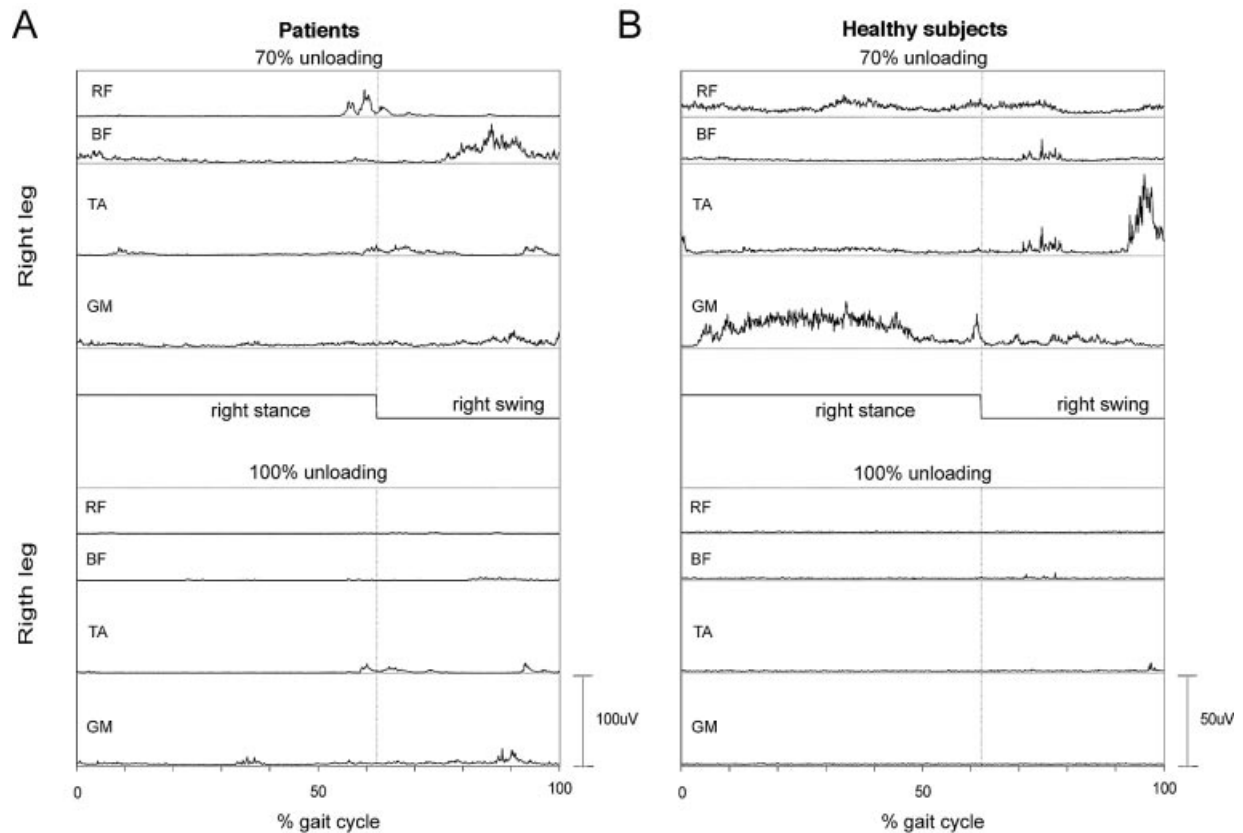 A
Patients
70% unloading
RF
BF
TA
GM
Right leg
right stance
right swing
100% unloading
RF
BF
TA
GM
Rigth leg
100uV
0
50
100
% gait cycle
B
Healthy subjects
70% unloading
RF
BF
TA
GM
right stance
right swing
100% unloading
RF
BF
TA
GM
50uV
0
50
100
% gait cycle